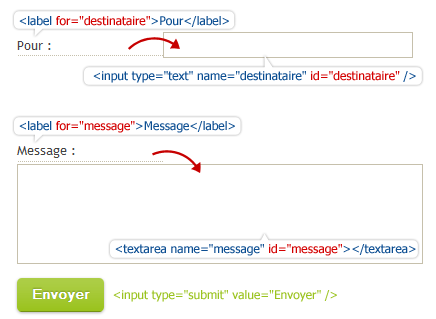 <label for="destinataire">Pour</label>
Pour :
<input type="text" name="destinataire" id="destinataire" />
<label for="message">Message</label>
Message :
<textarea name="message" id="message"></textarea>
Envoyer <input type="submit" value="Envoyer" />